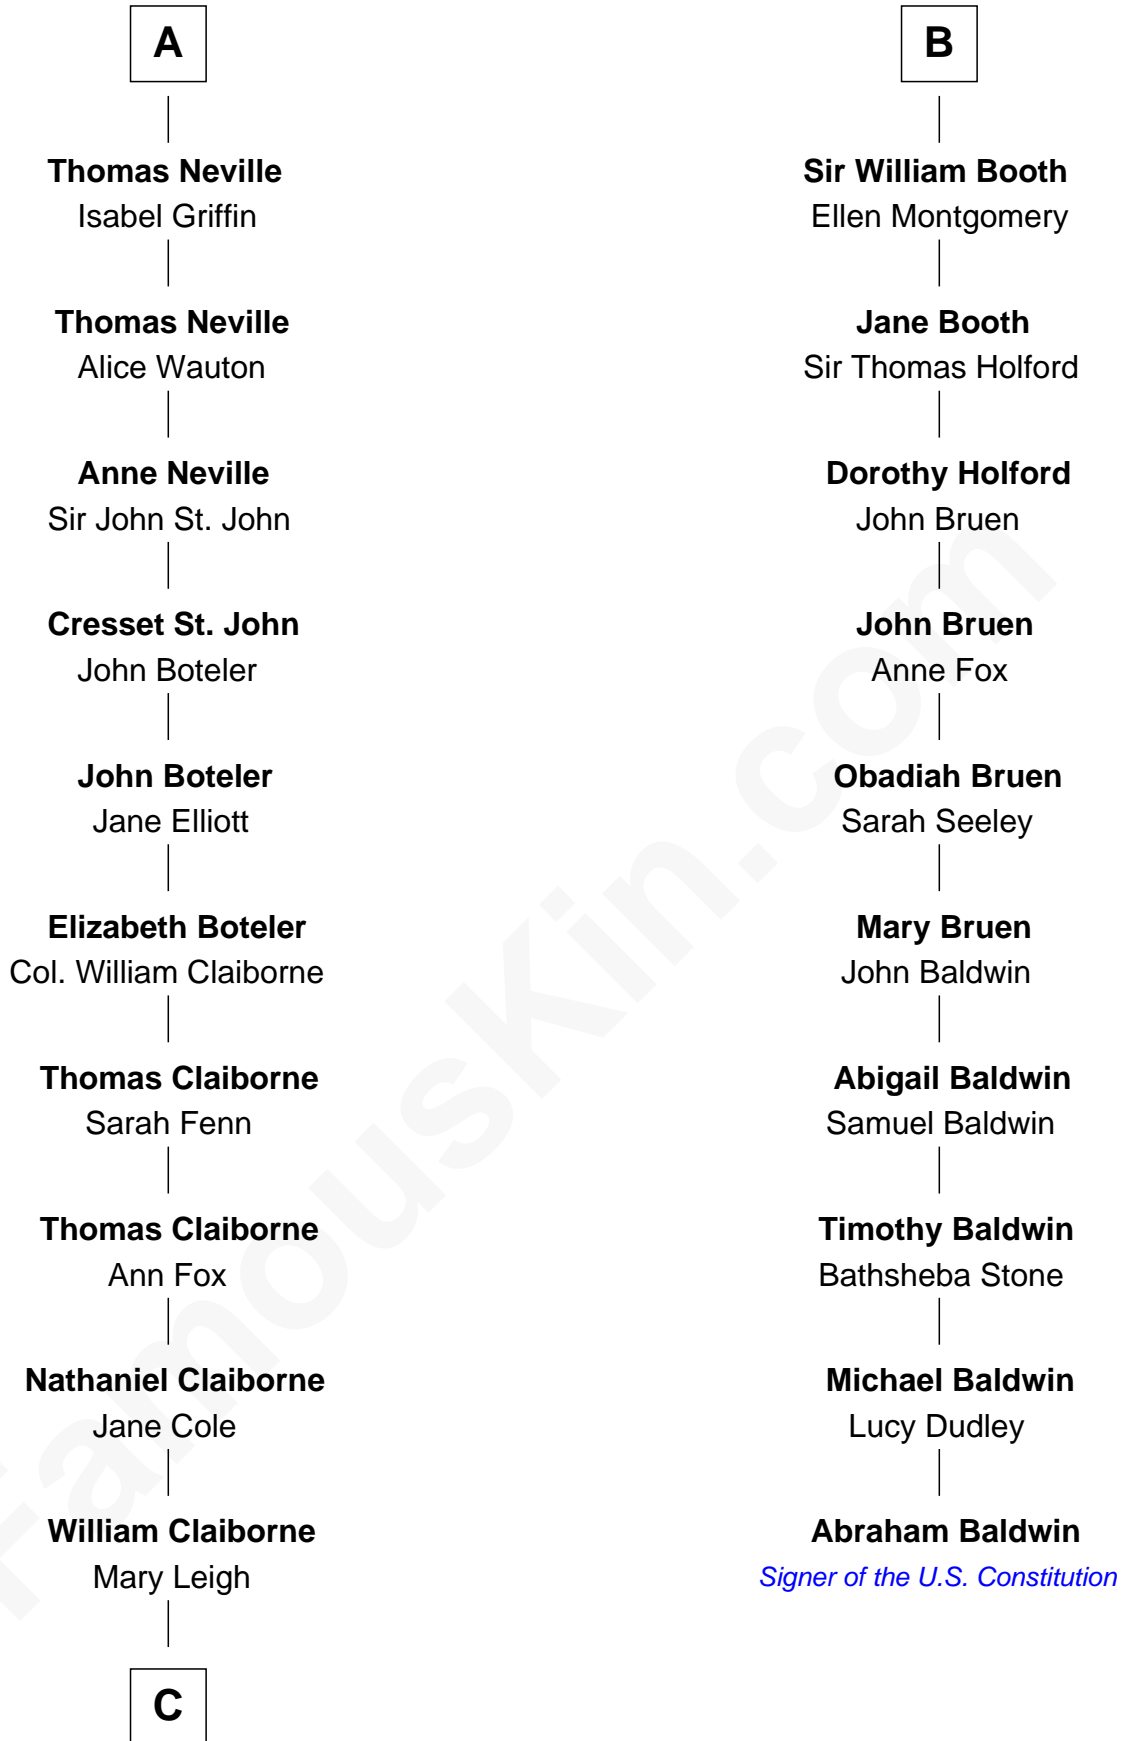 A
Thomas Neville
Isabel Griffin
Thomas Neville
Alice Wauton
Anne Neville
Sir John St. John
Cresset St. John
John Boteler
John Boteler
Jane Elliott
Elizabeth Boteler
Col. William Claiborne
Thomas Claiborne
Sarah Fenn
Thomas Claiborne
Ann Fox
Nathaniel Claiborne
Jane Cole
William Claiborne
Mary Leigh
C
B
Sir William Booth
Ellen Montgomery
Jane Booth
Sir Thomas Holford
Dorothy Holford
John Bruen
John Bruen
Anne Fox
Obadiah Bruen
Sarah Seeley
Mary Bruen
John Baldwin
Abigail Baldwin
Samuel Baldwin
Timothy Baldwin
Bathsheba Stone
Michael Baldwin
Lucy Dudley
Abraham Baldwin
Signer of the U.S. Constitution
FamousKin.com